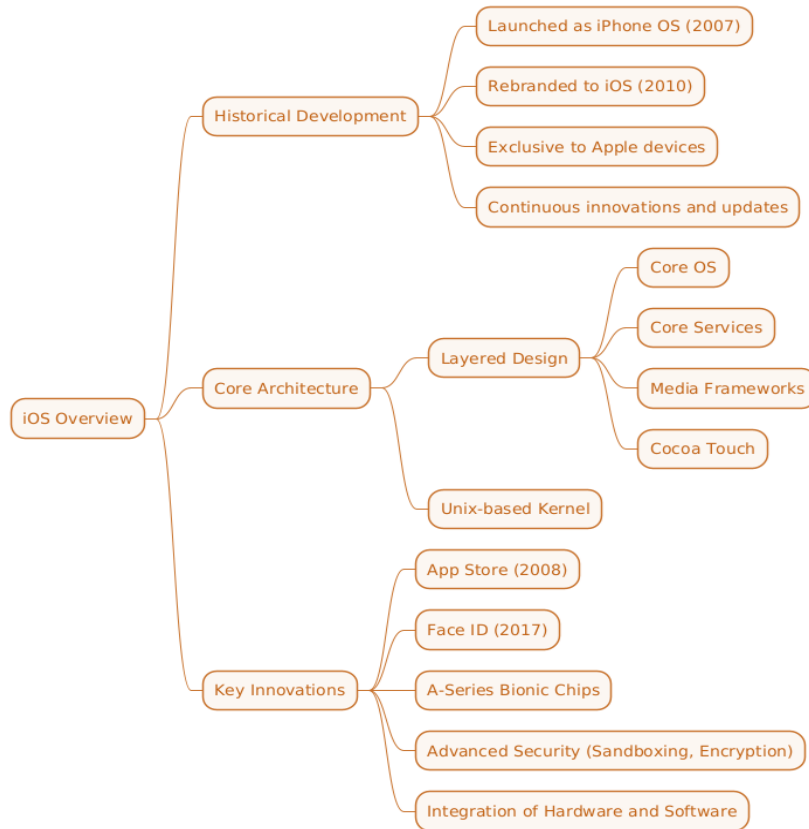 iOS Overview
Historical Development
Launched as iPhone OS (2007)
Rebranded to iOS (2010)
Exclusive to Apple devices
Continuous innovations and updates
Core Architecture
Layered Design
Core OS
Core Services
Media Frameworks
Cocoa Touch
Unix-based Kernel
Key Innovations
App Store (2008)
Face ID (2017)
A-Series Bionic Chips
Advanced Security (Sandboxing, Encryption)
Integration of Hardware and Software